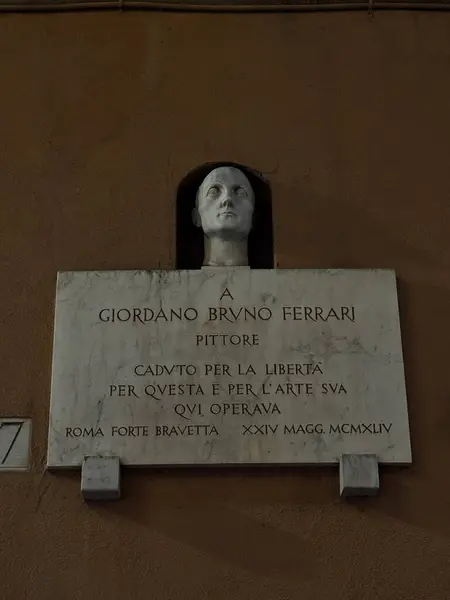 A
GIORDANO BRVNO FERRARI
PITTORE
CADVTO PER LA LIBERTÀ
PER QVESTA E PER L'ARTE SVA
QVI OPERAVA
ROMA FORTE BRAVETTA XXIV MAGG. MCMXLIV
7